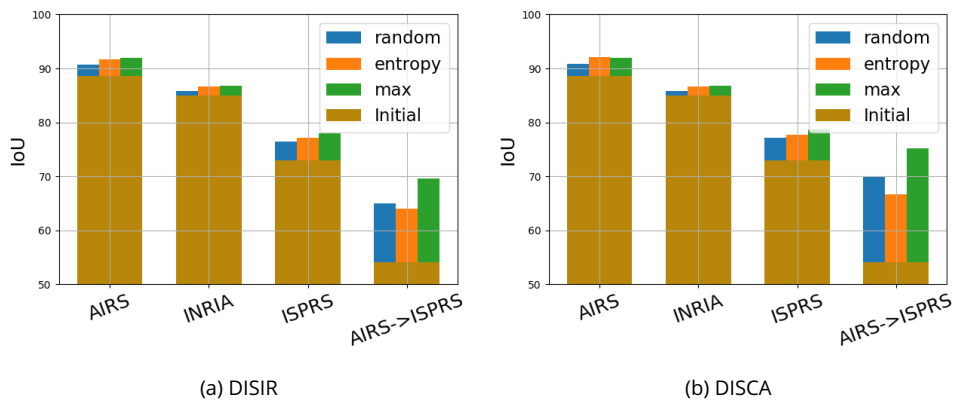 100
90
80
70
60
50
IoU
random
entropy
max
Initial
AIRS
INRIA
ISPRS
AIRS->ISPRS
(a) DISIR
100
90
80
70
60
50
IoU
random
entropy
max
Initial
AIRS
INRIA
ISPRS
AIRS->ISPRS
(b) DISCA